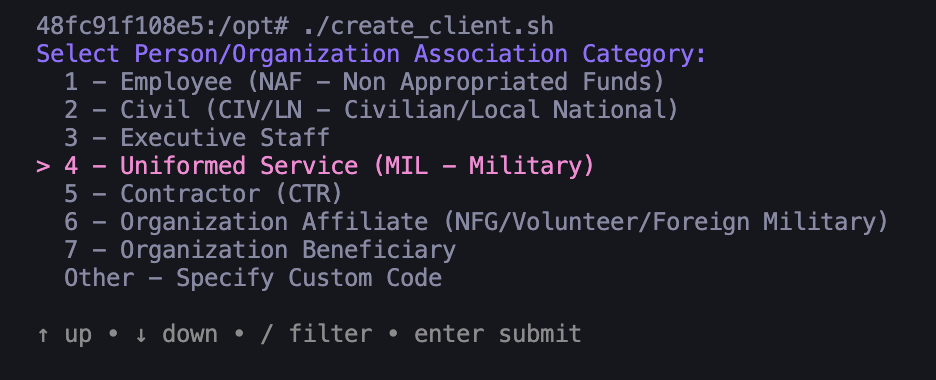 48fc91f108e5:/opt# ./create_client.sh
Select Person/Organization Association Category:
1 – Employee (NAF – Non Appropriated Funds)
2 – Civil (CIV/LN – Civilian/Local National)
3 – Executive Staff
> 4 – Uniformed Service (MIL – Military)
5 – Contractor (CTR)
6 – Organization Affiliate (NFG/Volunteer/Foreign Military)
7 – Organization Beneficiary
Other – Specify Custom Code
↑ up • ↓ down • / filter • enter submit